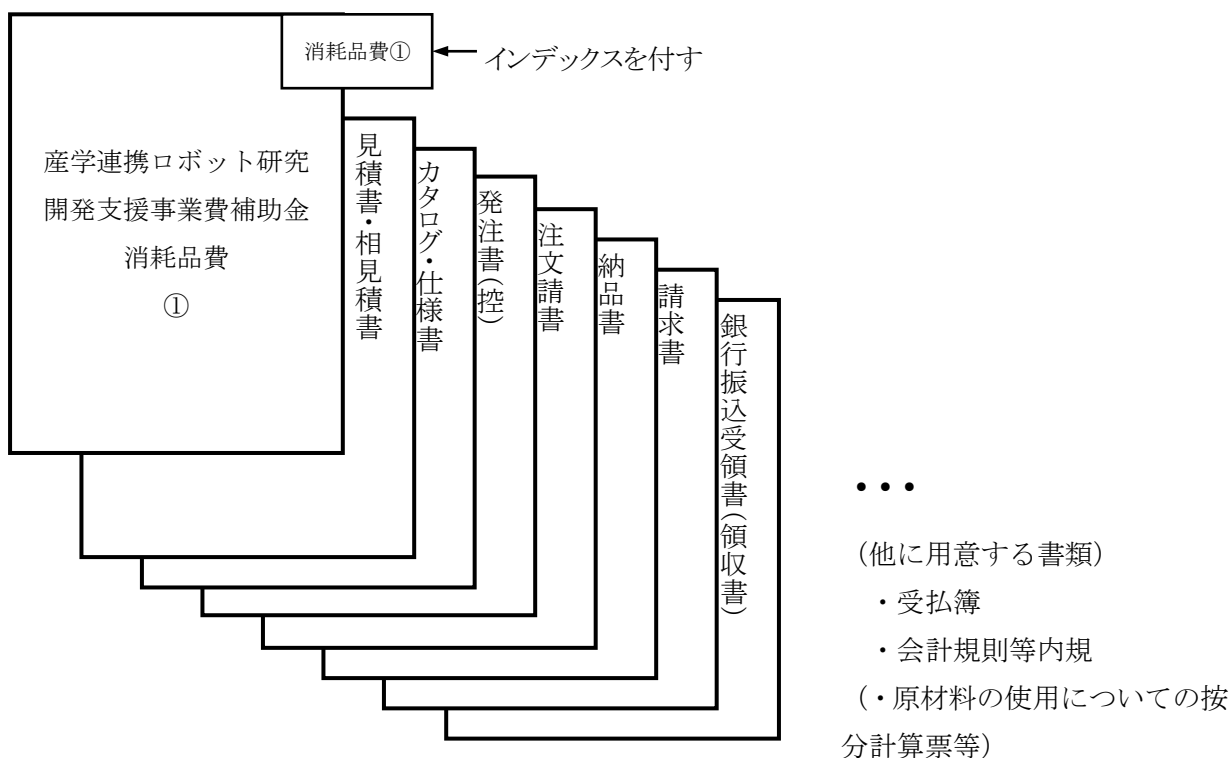 消耗品費①
インデックスを付す
産学連携ロボット研究
開発支援事業費補助金
消耗品費
①
見積書・相見積書
カタログ・仕様書
発注書(控)
注文請書
納品書
請求書
銀行振込受領書(領収書)
・・・
（他に用意する書類）
・受払簿
・会計規則等内規
（・原材料の使用についての按
分計算票等）